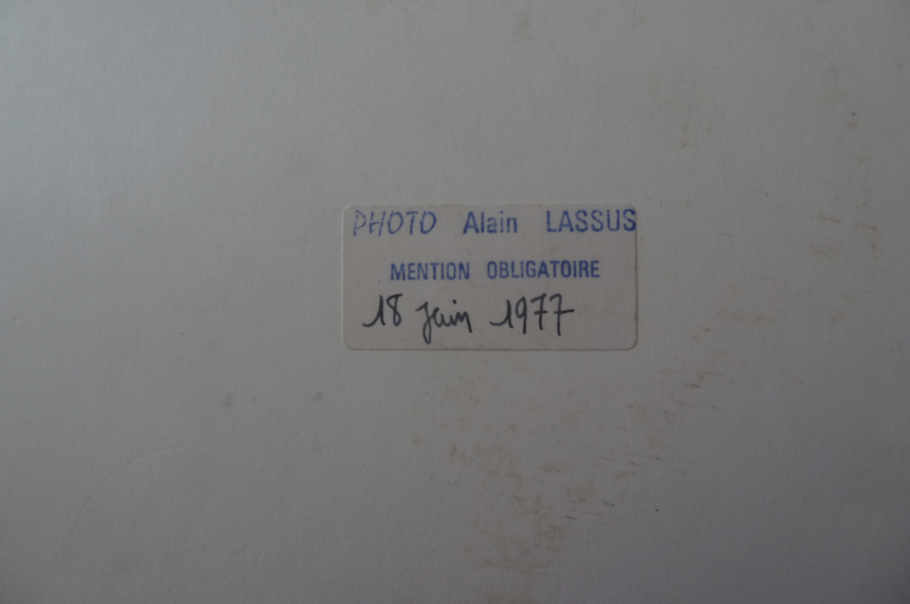 PHOTO Alain LASSUS
MENTION OBLIGATOIRE
18 juin 1977